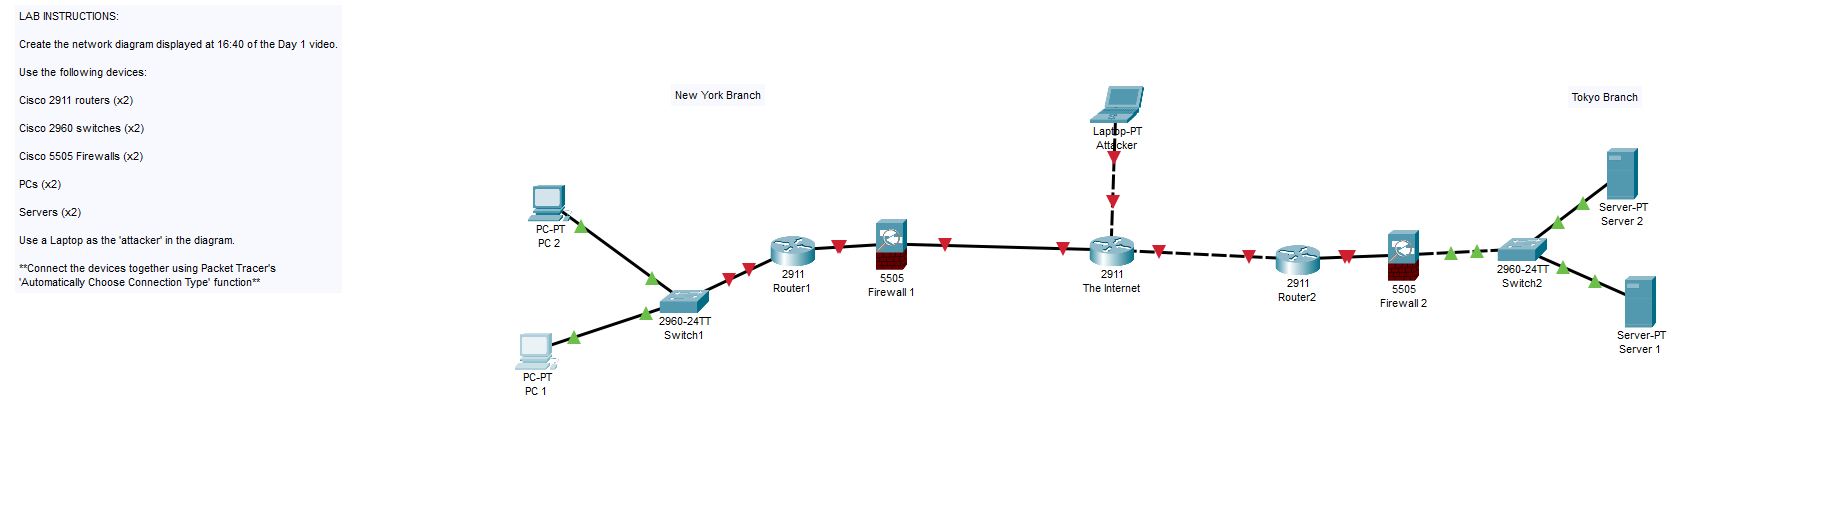 LAB INSTRUCTIONS:
Create the network diagram displayed at 16:40 of the Day 1 video.
Use the following devices:
Cisco 2911 routers (x2)
Cisco 2960 switches (x2)
Cisco 5505 Firewalls (x2)
PCs (x2)
Servers (x2)
Use a Laptop as the 'attacker' in the diagram.
**Connect the devices together using Packet Tracer's
'Automatically Choose Connection Type' function**
New York Branch
Tokyo Branch
Laptop-PT
Attacker
PC-PT
PC 2
PC-PT
PC 1
2960-24TT
Switch1
2911
Router1
5505
Firewall 1
2911
The Internet
2911
Router2
5505
Firewall 2
2960-24TT
Switch2
Server-PT
Server 2
Server-PT
Server 1